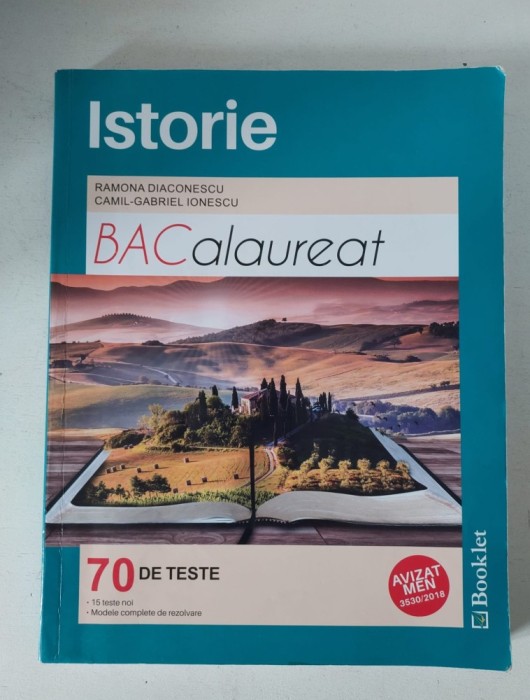 Istorie
RAMONA DIACONESCU
CAMIL-GABRIEL IONESCU
BACalaureat
70 DE TESTE
• 15 teste noi
• Modele complete de rezolvare
AVIZAT
MEN
3530/2018
Booklet